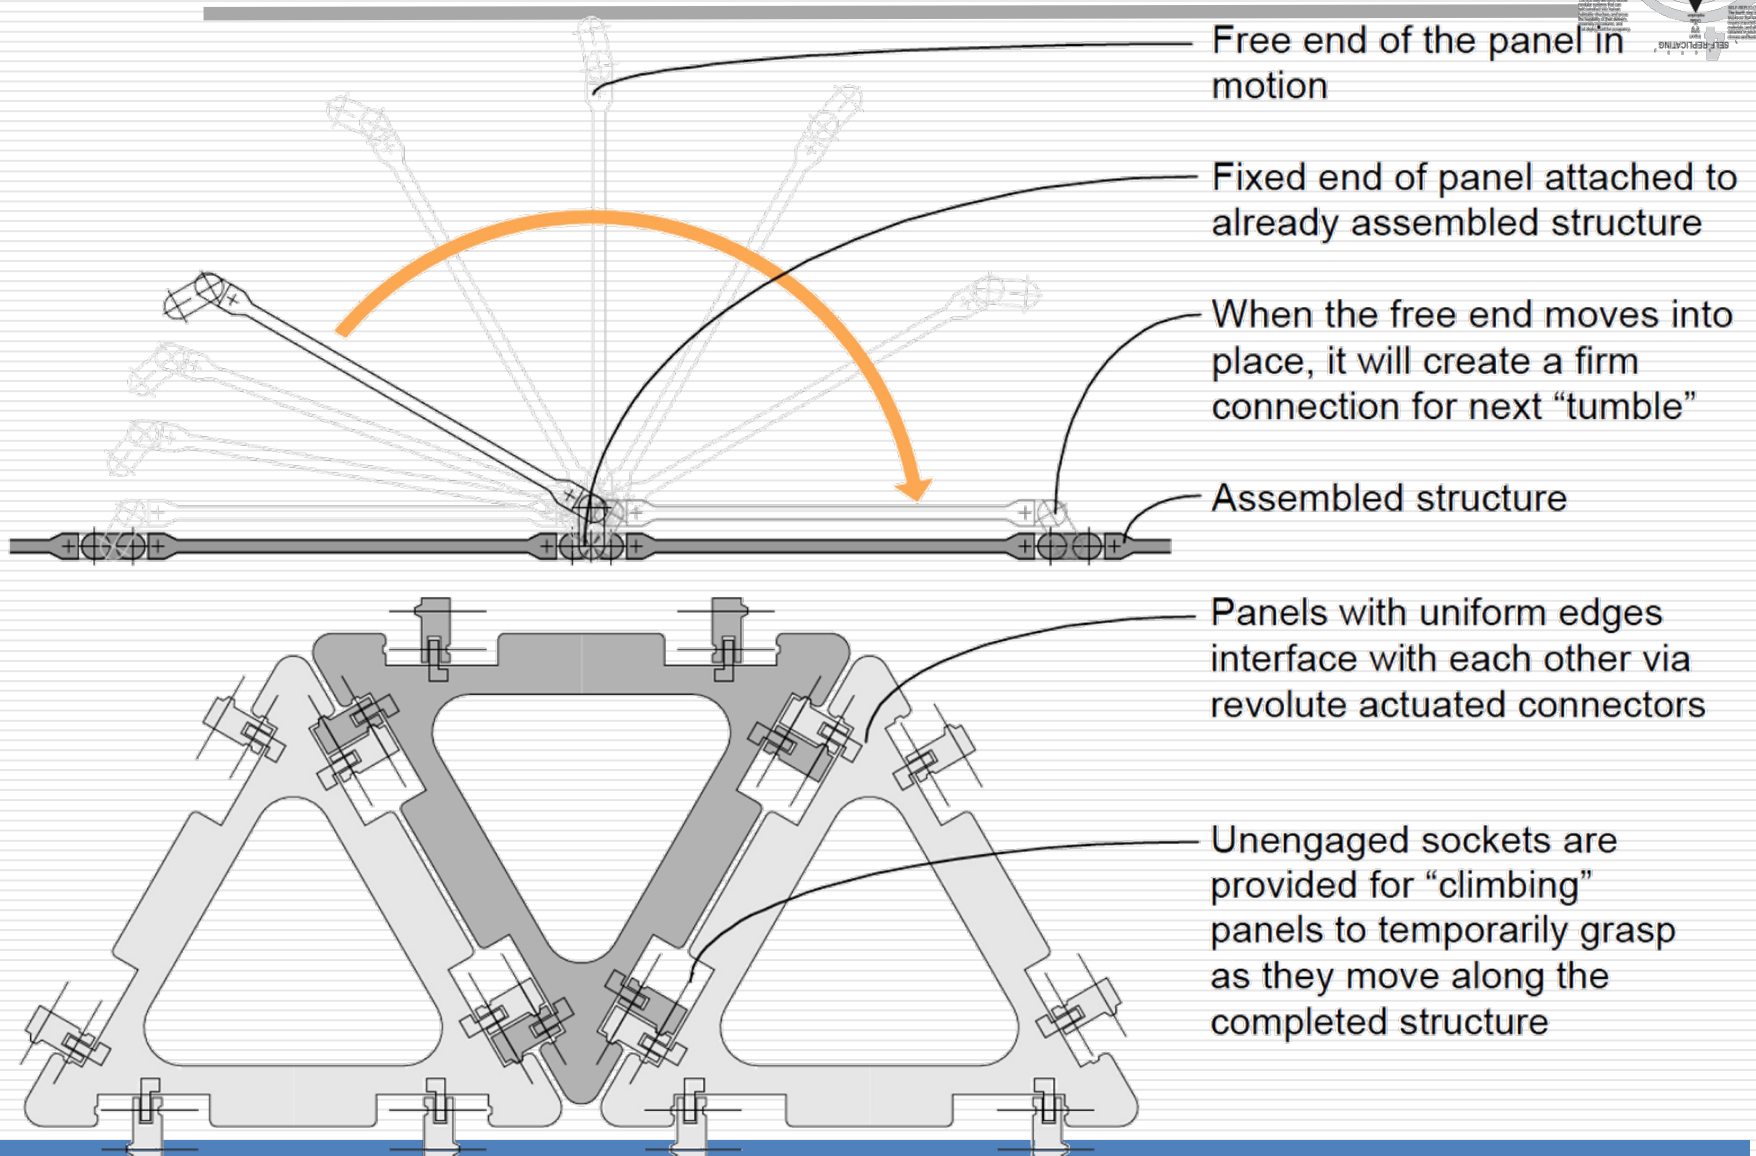 Free end of the panel in
motion
Fixed end of panel attached to
already assembled structure
When the free end moves into
place, it will create a firm
connection for next “tumble”
Assembled structure
Panels with uniform edges
interface with each other via
revolute actuated connectors
Unengaged sockets are
provided for “climbing”
panels to temporarily grasp
as they move along the
completed structure
SELF-REPLICATING